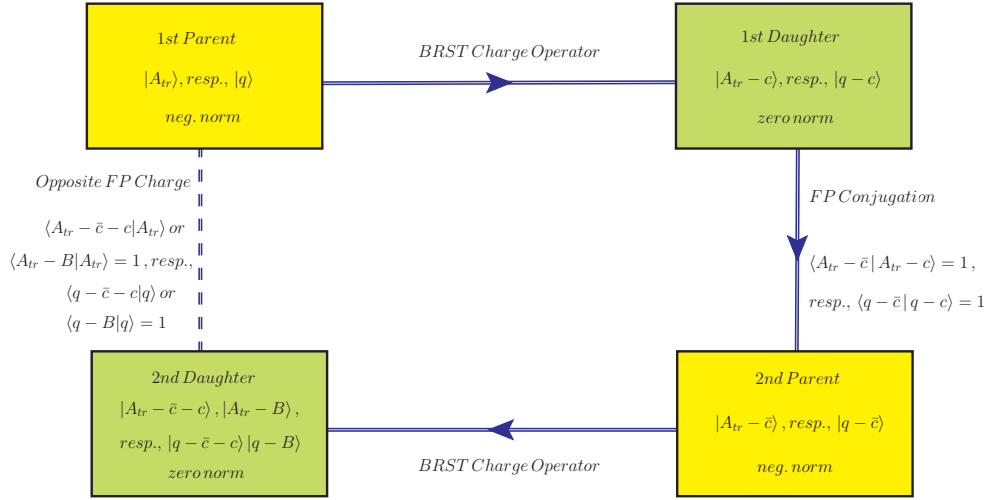 1st Parent
|A_tr⟩, resp., |q⟩
neg. norm
BRST Charge Operator
1st Daughter
|A_tr − c⟩, resp., |q − c⟩
zero norm
Opposite FP Charge
⟨A_tr − c̄ − c|A_tr⟩ or
⟨A_tr − B|A_tr⟩ = 1 , resp.,
⟨q − c̄ − c|q⟩ or
⟨q − B|q⟩ = 1
FP Conjugation
⟨A_tr − c̄ | A_tr − c⟩ = 1 ,
resp., ⟨q − c̄ | q − c⟩ = 1
2nd Daughter
|A_tr − c̄ − c⟩ , |A_tr − B⟩ ,
resp., |q − c̄ − c⟩ |q − B⟩
zero norm
BRST Charge Operator
2nd Parent
|A_tr − c̄⟩ , resp., |q − c̄⟩
neg. norm